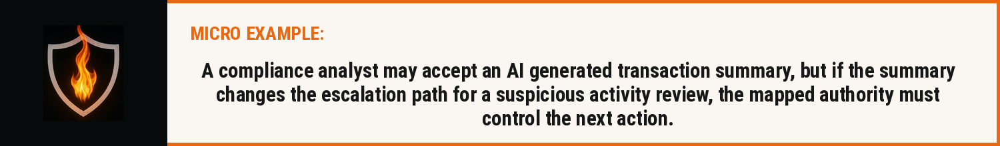 MICRO EXAMPLE:
A compliance analyst may accept an AI generated transaction summary, but if the summary
changes the escalation path for a suspicious activity review, the mapped authority must
control the next action.